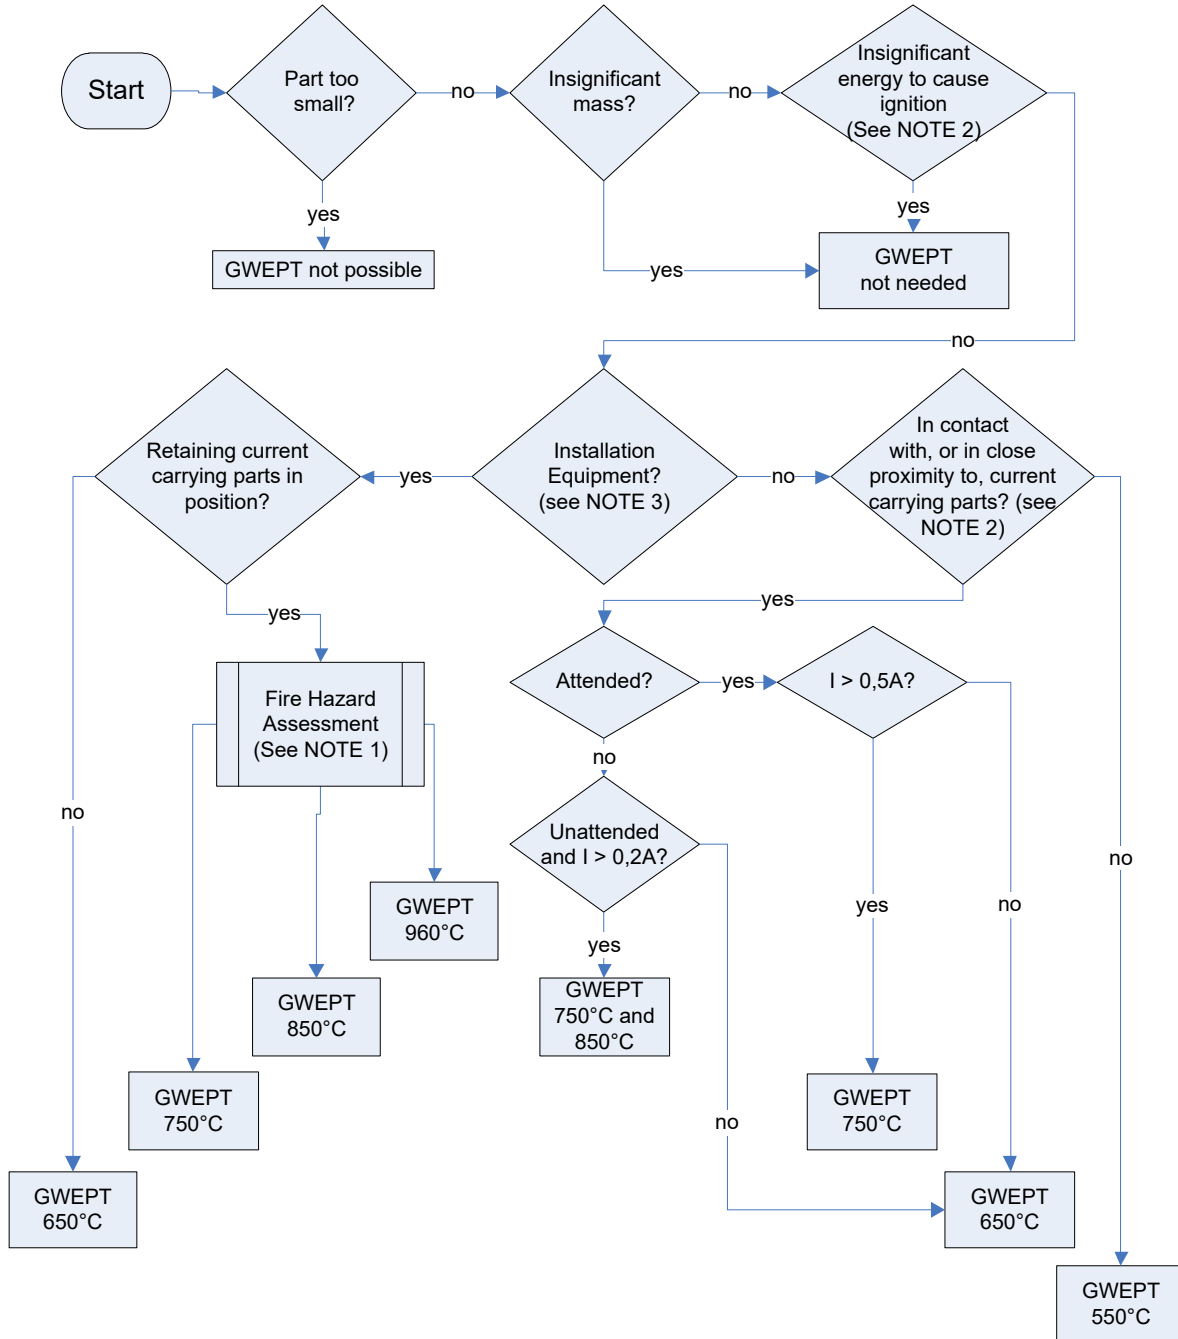 Start
Part too
small?
no
Insignificant
mass?
no
Insignificant
energy to cause
ignition
(See NOTE 2)
yes
GWEPT not possible
yes
yes
GWEPT
not needed
no
Retaining current
carrying parts in
position?
yes
Installation
Equipment?
(see NOTE 3)
no
In contact
with, or in close
proximity to, current
carrying parts? (see
NOTE 2)
yes
yes
Fire Hazard
Assessment
(See NOTE 1)
Attended?
yes
I > 0,5A?
no
no
Unattended
and I > 0,2A?
no
yes
no
GWEPT
960°C
yes
GWEPT
850°C
GWEPT
750°C and
850°C
GWEPT
750°C
GWEPT
750°C
no
GWEPT
650°C
GWEPT
650°C
GWEPT
550°C